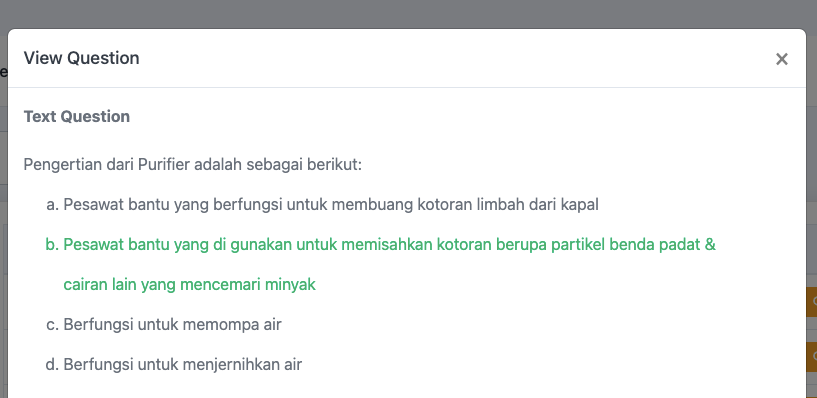 View Question
×
Text Question
Pengertian dari Purifier adalah sebagai berikut:
a. Pesawat bantu yang berfungsi untuk membuang kotoran limbah dari kapal
b. Pesawat bantu yang di gunakan untuk memisahkan kotoran berupa partikel benda padat &
cairan lain yang mencemari minyak
c. Berfungsi untuk memompa air
d. Berfungsi untuk menjernihkan air